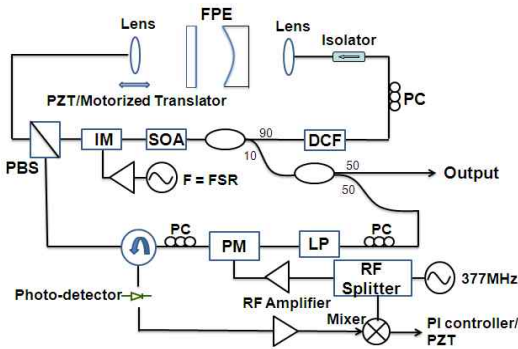 Lens
FPE
Lens
Isolator
PZT/Motorized Translator
PC
PBS
IM
SOA
90
10
DCF
F = FSR
50
50
Output
PC
PM
LP
PC
RF Splitter
377MHz
Photo-detector
RF Amplifier
Mixer
PI controller/
PZT